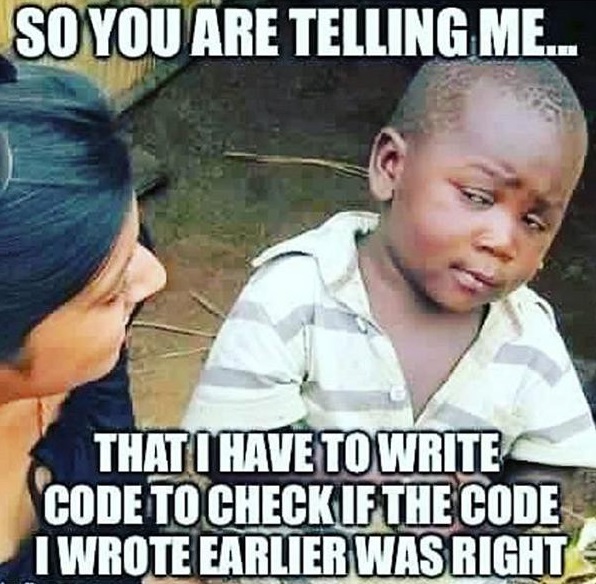 SO YOU ARE TELLING ME...
THAT I HAVE TO WRITE
CODE TO CHECK IF THE CODE
I WROTE EARLIER WAS RIGHT